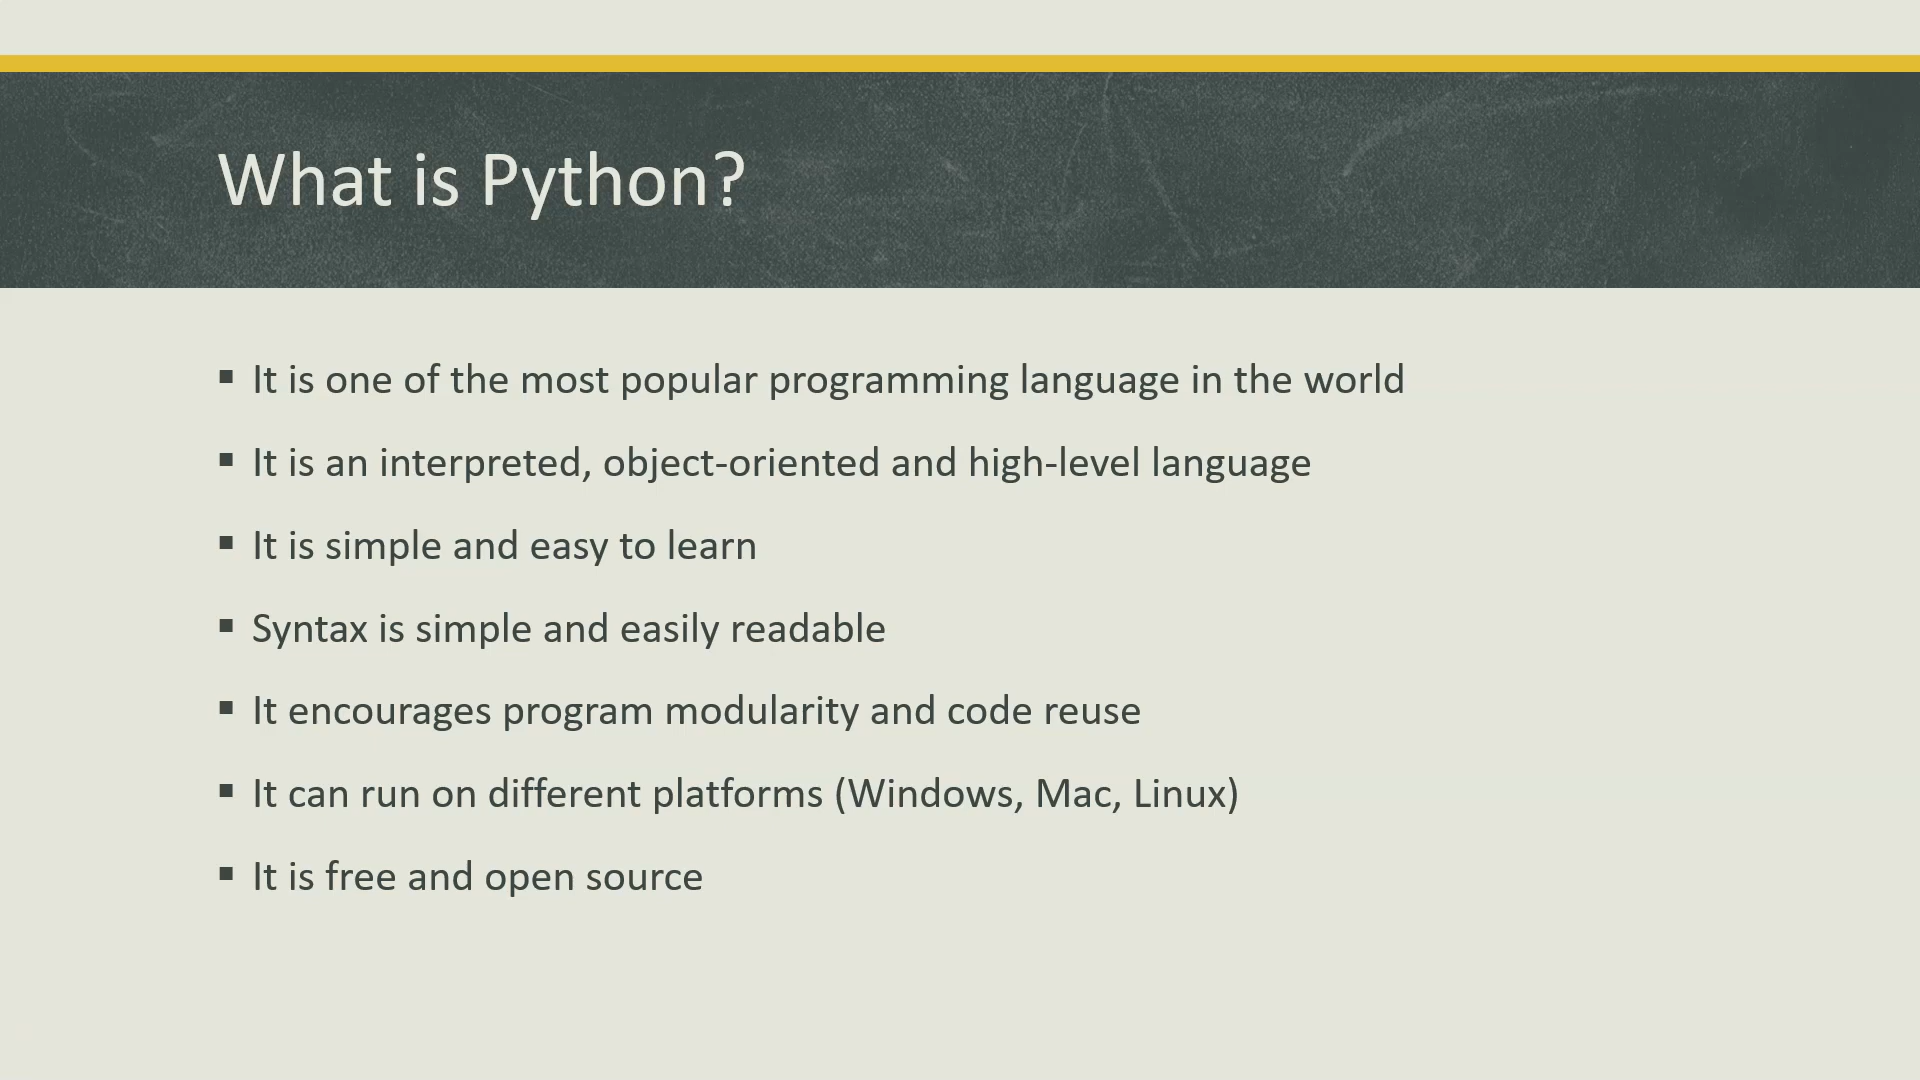 What is Python?
▪ It is one of the most popular programming language in the world
▪ It is an interpreted, object-oriented and high-level language
▪ It is simple and easy to learn
▪ Syntax is simple and easily readable
▪ It encourages program modularity and code reuse
▪ It can run on different platforms (Windows, Mac, Linux)
▪ It is free and open source